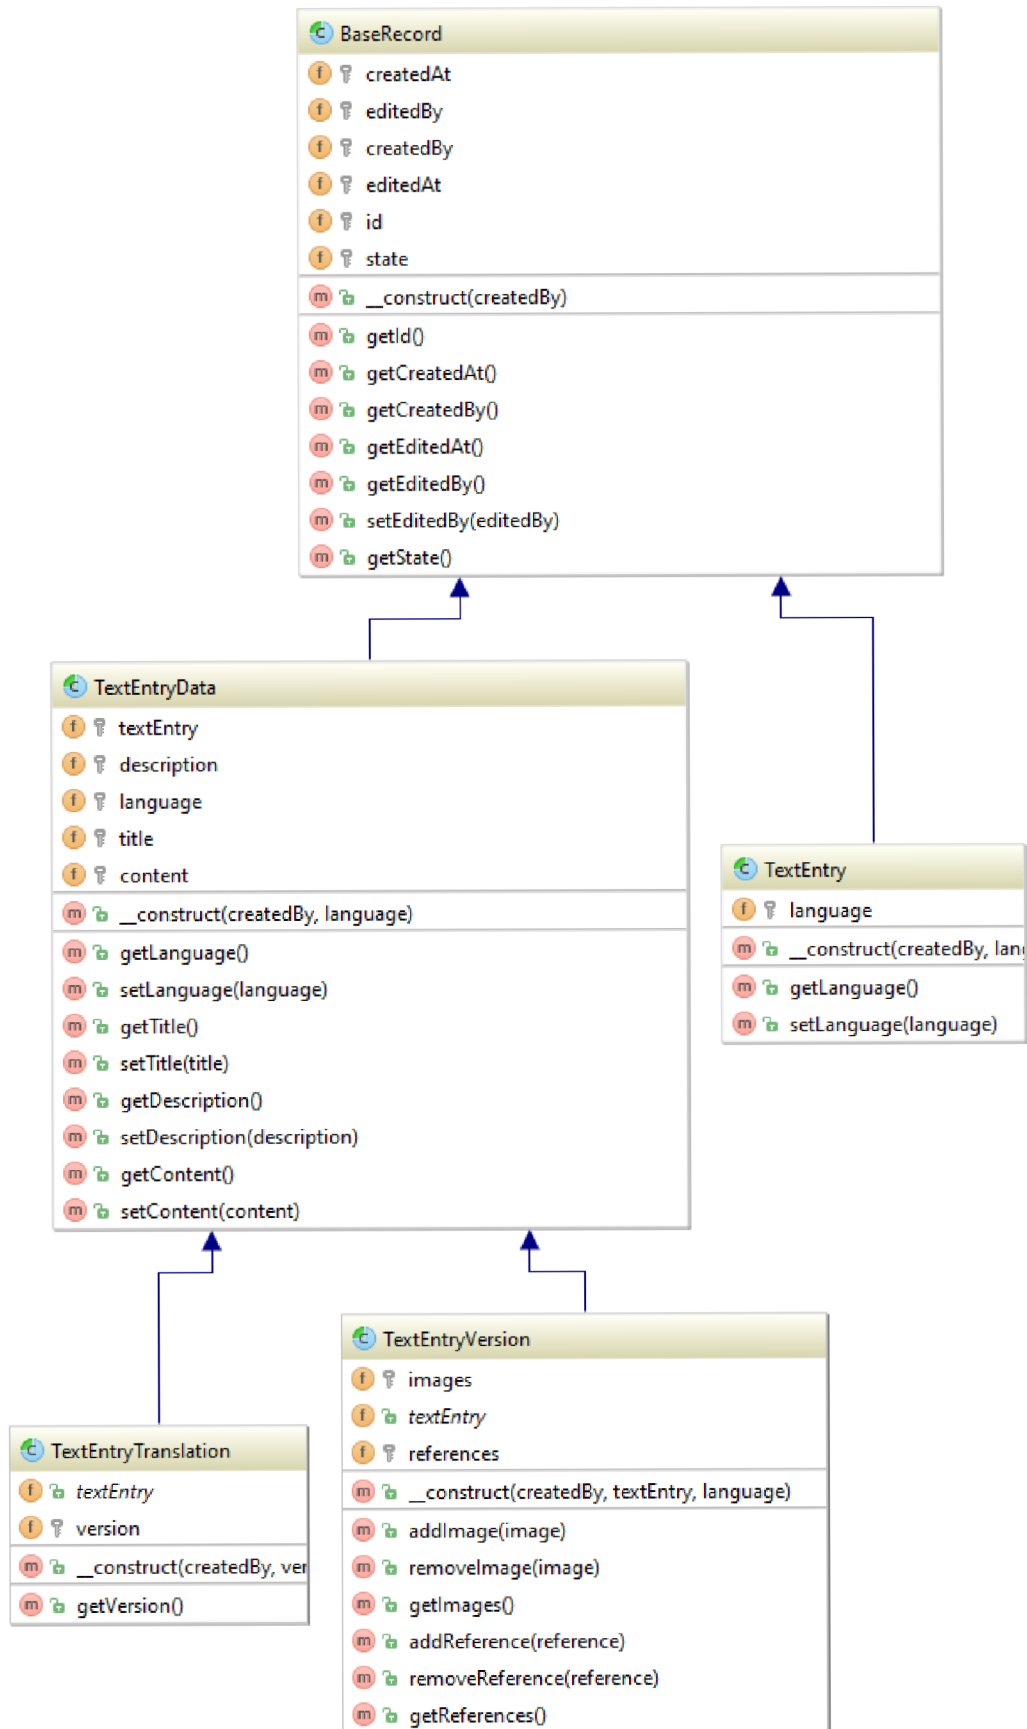 BaseRecord
createdAt
editedBy
createdBy
editedAt
id
state
__construct(createdBy)
getId()
getCreatedAt()
getCreatedBy()
getEditedAt()
getEditedBy()
setEditedBy(editedBy)
getState()
TextEntryData
textEntry
description
language
title
content
__construct(createdBy, language)
getLanguage()
setLanguage(language)
getTitle()
setTitle(title)
getDescription()
setDescription(description)
getContent()
setContent(content)
TextEntry
language
__construct(createdBy, lang
getLanguage()
setLanguage(language)
TextEntryTranslation
textEntry
version
__construct(createdBy, ver
getVersion()
TextEntryVersion
images
textEntry
references
__construct(createdBy, textEntry, language)
addImage(image)
removeImage(image)
getImages()
addReference(reference)
removeReference(reference)
getReferences()